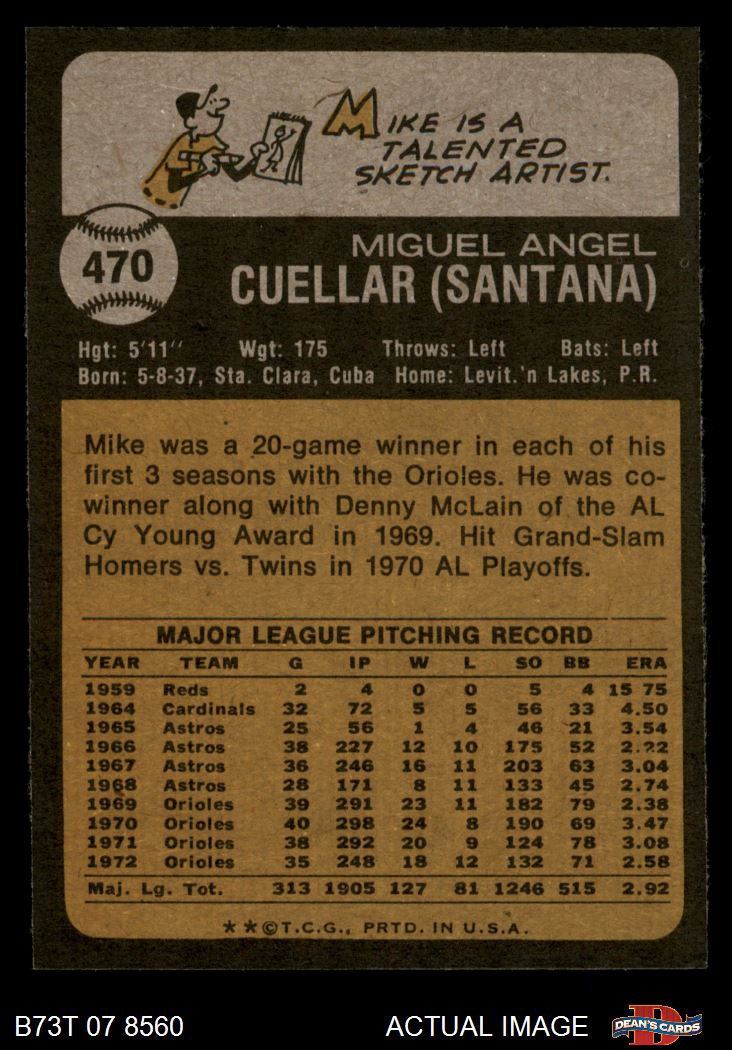 MIKE IS A
TALENTED
SKETCH ARTIST.
470
MIGUEL ANGEL
CUELLAR (SANTANA)
Hgt: 5'11" Wgt: 175 Throws: Left Bats: Left
Born: 5-8-37, Sta. Clara, Cuba Home: Levit.'n Lakes, P.R.
Mike was a 20-game winner in each of his
first 3 seasons with the Orioles. He was co-
winner along with Denny McLain of the AL
Cy Young Award in 1969. Hit Grand-Slam
Homers vs. Twins in 1970 AL Playoffs.
MAJOR LEAGUE PITCHING RECORD
YEAR TEAM G IP W L SO BB ERA
1959 Reds 2 4 0 0 5 4 15 75
1964 Cardinals 32 72 5 5 56 33 4.50
1965 Astros 25 56 1 4 46 21 3.54
1966 Astros 38 227 12 10 175 52 2.22
1967 Astros 36 246 16 11 203 63 3.04
1968 Astros 28 171 8 11 133 45 2.74
1969 Orioles 39 291 23 11 182 79 2.38
1970 Orioles 40 298 24 8 190 69 3.47
1971 Orioles 38 292 20 9 124 78 3.08
1972 Orioles 35 248 18 12 132 71 2.58
Maj. Lg. Tot. 313 1905 127 81 1246 515 2.92
★★©T.C.G., PRTD. IN U.S.A.
B73T 07 8560 ACTUAL IMAGE
D
DEAN'S CARDS